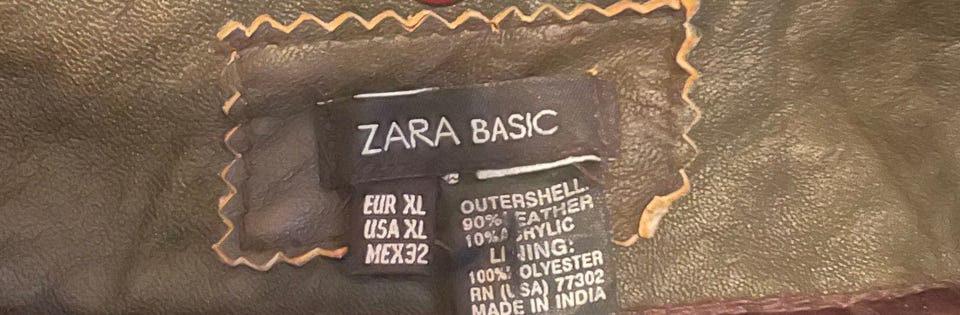 ZARA BASIC
EUR XL
USA XL
MEX32
OUTERSHELL:
90% LEATHER
10% ACRYLIC
LINING:
100% POLYESTER
RN (USA) 77302
MADE IN INDIA